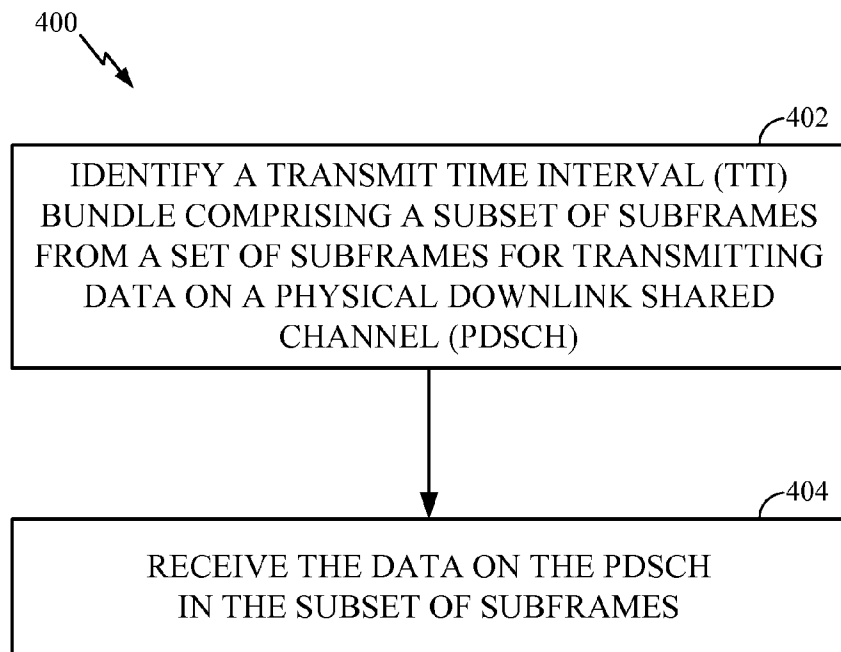 400
402
IDENTIFY A TRANSMIT TIME INTERVAL (TTI)
BUNDLE COMPRISING A SUBSET OF SUBFRAMES
FROM A SET OF SUBFRAMES FOR TRANSMITTING
DATA ON A PHYSICAL DOWNLINK SHARED
CHANNEL (PDSCH)
404
RECEIVE THE DATA ON THE PDSCH
IN THE SUBSET OF SUBFRAMES